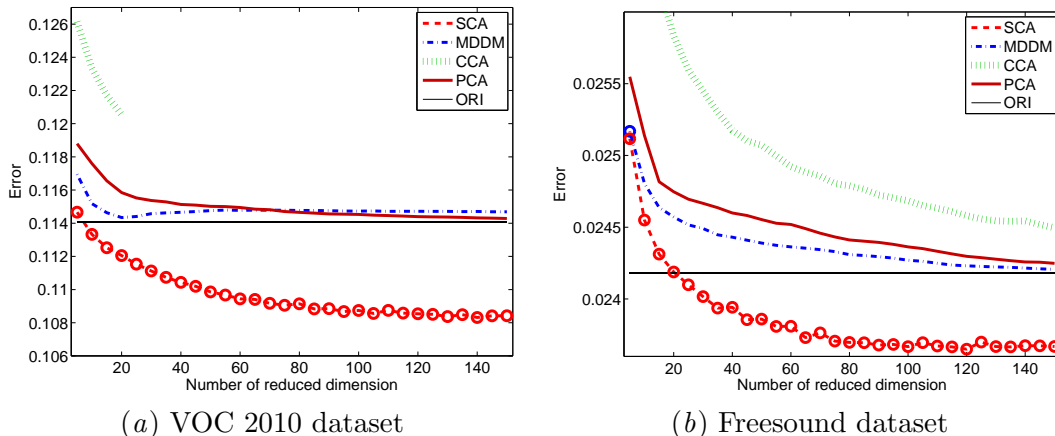 0.126
0.124
0.122
0.12
0.118
0.116
0.114
0.112
0.11
0.108
0.106
Error
20 40 60 80 100 120 140
Number of reduced dimension
SCA
MDDM
CCA
PCA
ORI
(a) VOC 2010 dataset
0.0255
0.025
0.0245
0.024
Error
20 40 60 80 100 120 140
Number of reduced dimension
SCA
MDDM
CCA
PCA
ORI
(b) Freesound dataset